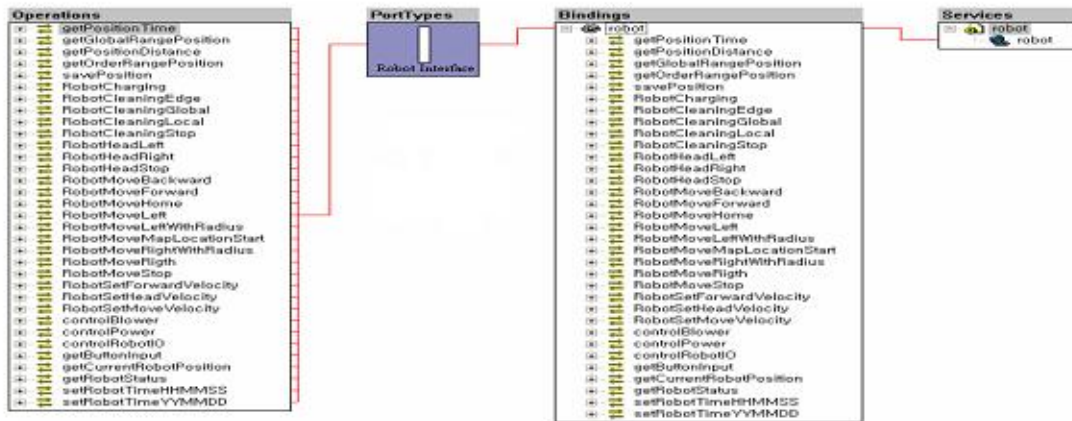 Operations
getPositionTime
getGlobalRangePosition
getPositionDistance
getOrderRangePosition
savePosition
RobotCharging
RobotCleaningEdge
RobotCleaningGlobal
RobotCleaningLocal
RobotCleaningStop
RobotHeadLeft
RobotHeadRight
RobotHeadStop
RobotMoveBackward
RobotMoveForward
RobotMoveHome
RobotMoveLeft
RobotMoveLeftWithRadius
RobotMoveMapLocationStart
RobotMoveRightWithRadius
RobotMoveRigth
RobotMoveStop
RobotSetForwardVelocity
RobotSetHeadVelocity
RobotSetMoveVelocity
controlBlower
controlPower
controlRobotIO
getButtonInput
getCurrentRobotPosition
getRobotStatus
setRobotTimeHHMMSS
setRobotTimeYYMMDD
PortTypes
Robot Interface
Bindings
robot
getPositionTime
getPositionDistance
getGlobalRangePosition
getOrderRangePosition
savePosition
RobotCharging
RobotCleaningEdge
RobotCleaningGlobal
RobotCleaningLocal
RobotCleaningStop
RobotHeadLeft
RobotHeadRight
RobotHeadStop
RobotMoveBackward
RobotMoveForward
RobotMoveHome
RobotMoveLeft
RobotMoveLeftWithRadius
RobotMoveMapLocationStart
RobotMoveRightWithRadius
RobotMoveRigth
RobotMoveStop
RobotSetForwardVelocity
RobotSetHeadVelocity
RobotSetMoveVelocity
controlBlower
controlPower
controlRobotIO
getButtonInput
getCurrentRobotPosition
getRobotStatus
setRobotTimeHHMMSS
setRobotTimeYYMMDD
Services
robot
robot